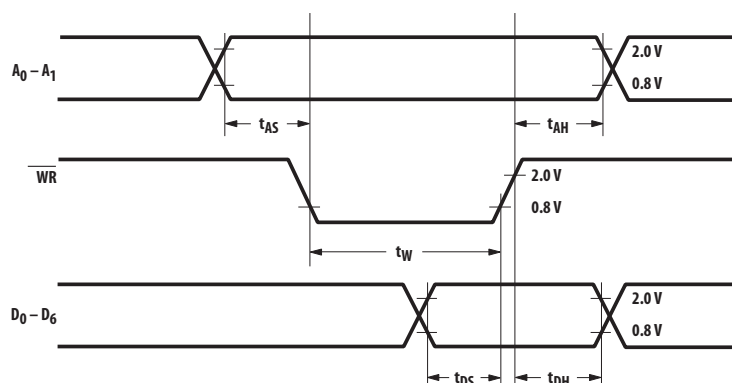 2.0 V
A0 – A1
0.8 V
tAS
tAH
WR
2.0 V
0.8 V
tW
2.0 V
D0 – D6
0.8 V
tDS
tDH